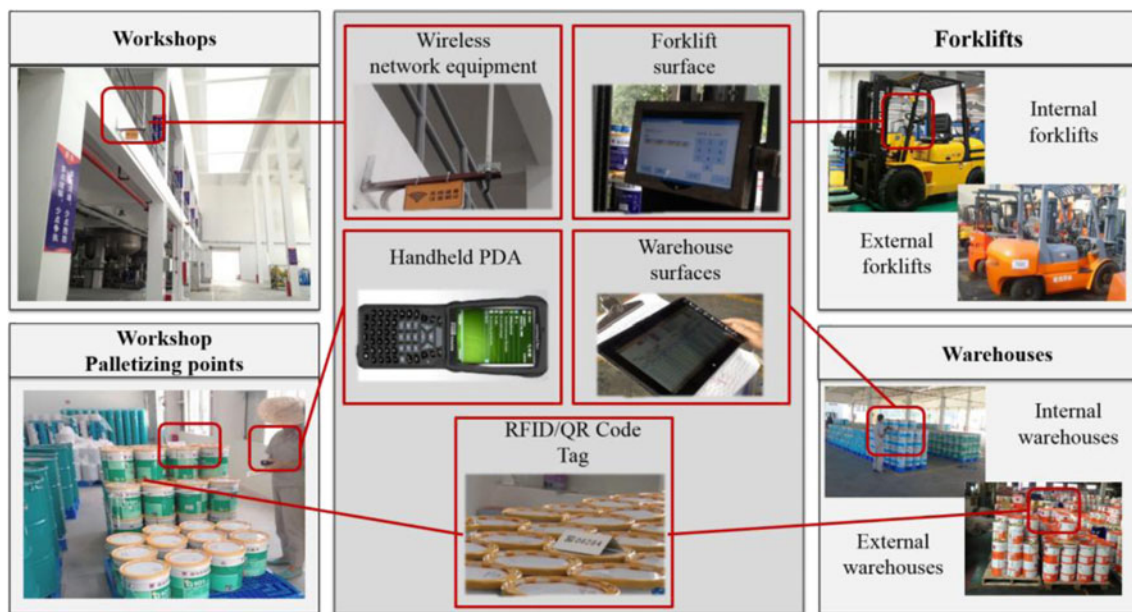 Workshops
Wireless
network equipment
Forklift
surface
Forklifts
Internal
forklifts
External
forklifts
Handheld PDA
Warehouse
surfaces
Workshop
Palletizing points
Warehouses
Internal
warehouses
External
warehouses
RFID/QR Code
Tag